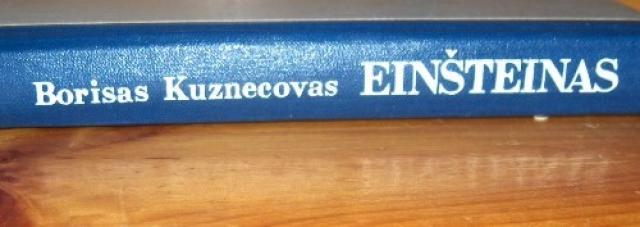 Borisas Kuznecovas EINŠTEINAS